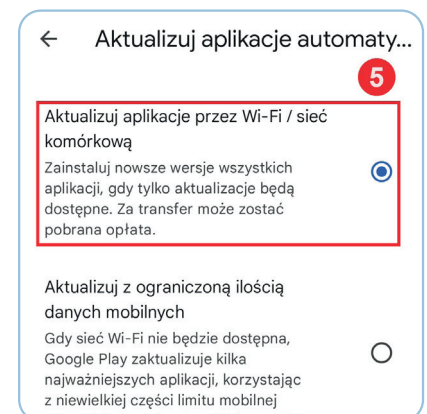 ← Aktualizuj aplikacje automaty...
5
Aktualizuj aplikacje przez Wi-Fi / sieć
komórkową
Zainstaluj nowsze wersje wszystkich
aplikacji, gdy tylko aktualizacje będą
dostępne. Za transfer może zostać
pobrana opłata.
Aktualizuj z ograniczoną ilością
danych mobilnych
Gdy sieć Wi-Fi nie będzie dostępna,
Google Play zaktualizuje kilka
najważniejszych aplikacji, korzystając
z niewielkiej części limitu mobilnej